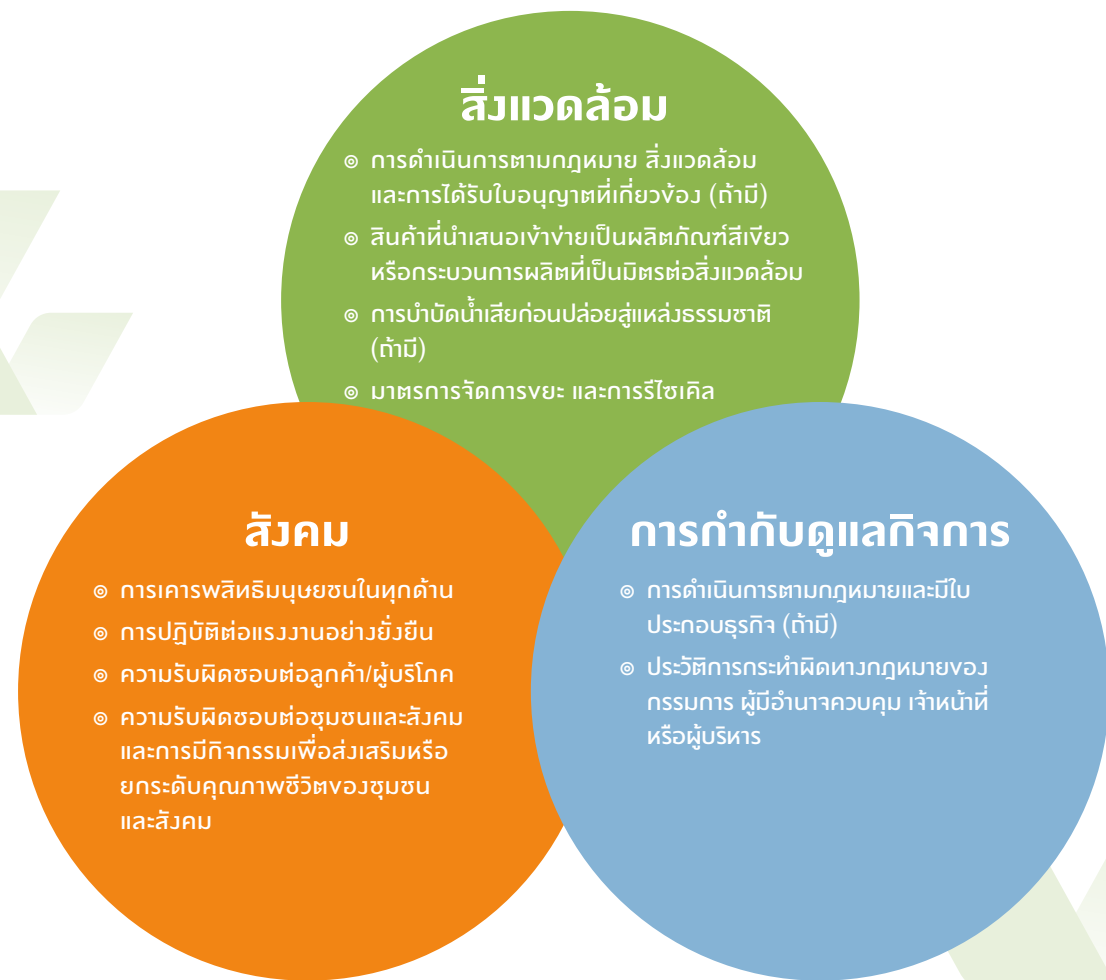 สิ่งแวดล้อม
๏ การดำเนินการตามกฎหมาย สิ่งแวดล้อม
และการได้รับใบอนุญาตที่เกี่ยวข้อง (ถ้ามี)
๏ สินค้าที่นำเสนอเข้าข่ายเป็นผลิตภัณฑ์สีเขียว
หรือกระบวนการผลิตที่เป็นมิตรต่อสิ่งแวดล้อม
๏ การบำบัดน้ำเสียก่อนปล่อยสู่แหล่งธรรมชาติ
(ถ้ามี)
๏ มาตรการจัดการขยะ และการรีไซเคิล
สังคม
๏ การเคารพสิทธิมนุษยชนในทุกด้าน
๏ การปฏิบัติต่อแรงงานอย่างยั่งยืน
๏ ความรับผิดชอบต่อลูกค้า/ผู้บริโภค
๏ ความรับผิดชอบต่อชุมชนและสังคม
และการมีกิจกรรมเพื่อส่งเสริมหรือ
ยกระดับคุณภาพชีวิตของชุมชน
และสังคม
การกำกับดูแลกิจการ
๏ การดำเนินการตามกฎหมายและมีใบ
ประกอบธุรกิจ (ถ้ามี)
๏ ประวัติการกระทำผิดทางกฎหมายของ
กรรมการ ผู้มีอำนาจควบคุม เจ้าหน้าที่
หรือผู้บริหาร